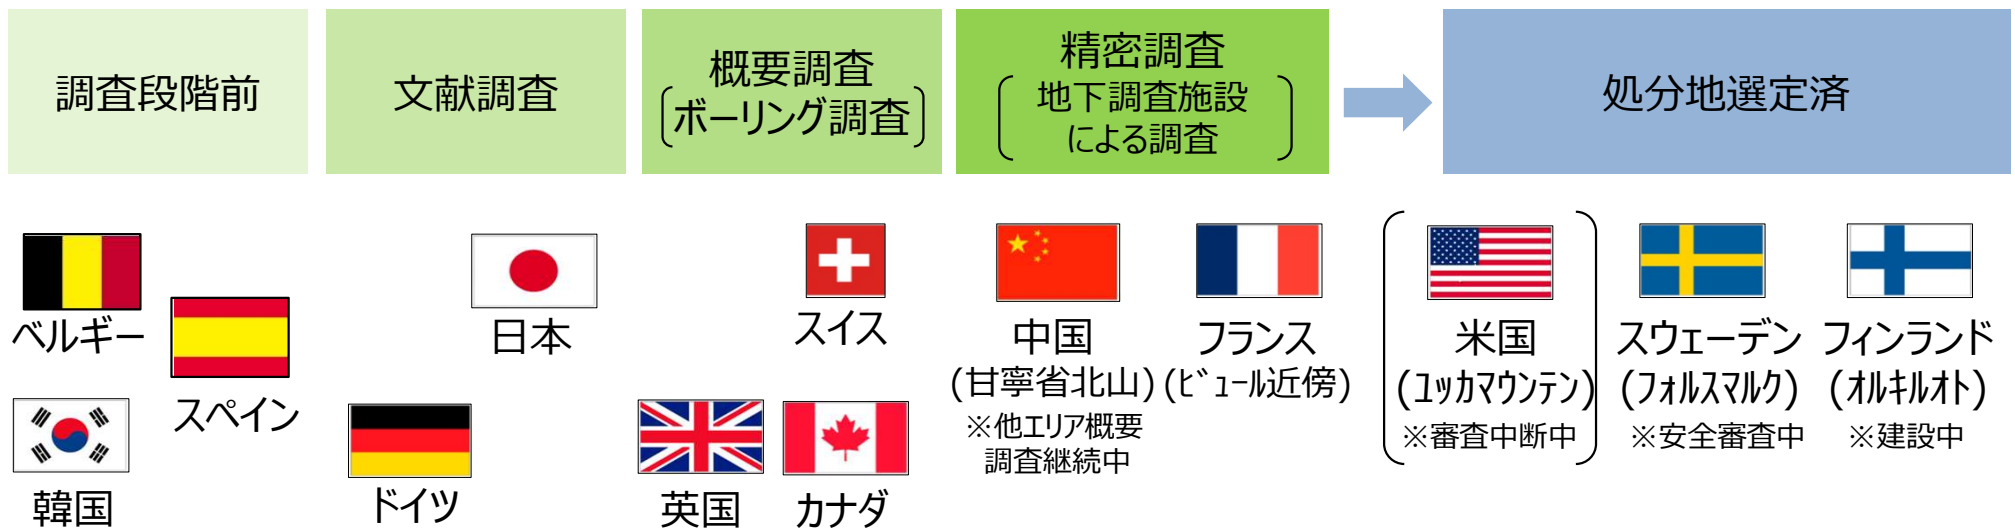 調査段階前
文献調査
概要調査
(ボーリング調査)
精密調査
(地下調査施設
による調査)
処分地選定済
ベルギー
スペイン
韓国
日本
ドイツ
スイス
英国
カナダ
中国
(甘寧省北山)
※他エリア概要
調査継続中
フランス
(ﾋﾞｭｰﾙ近傍)
米国
(ﾕッカﾏウンテン)
※審査中断中
スウェーデン
(フォルスマルク)
※安全審査中
フィンランド
(オルキルオト)
※建設中